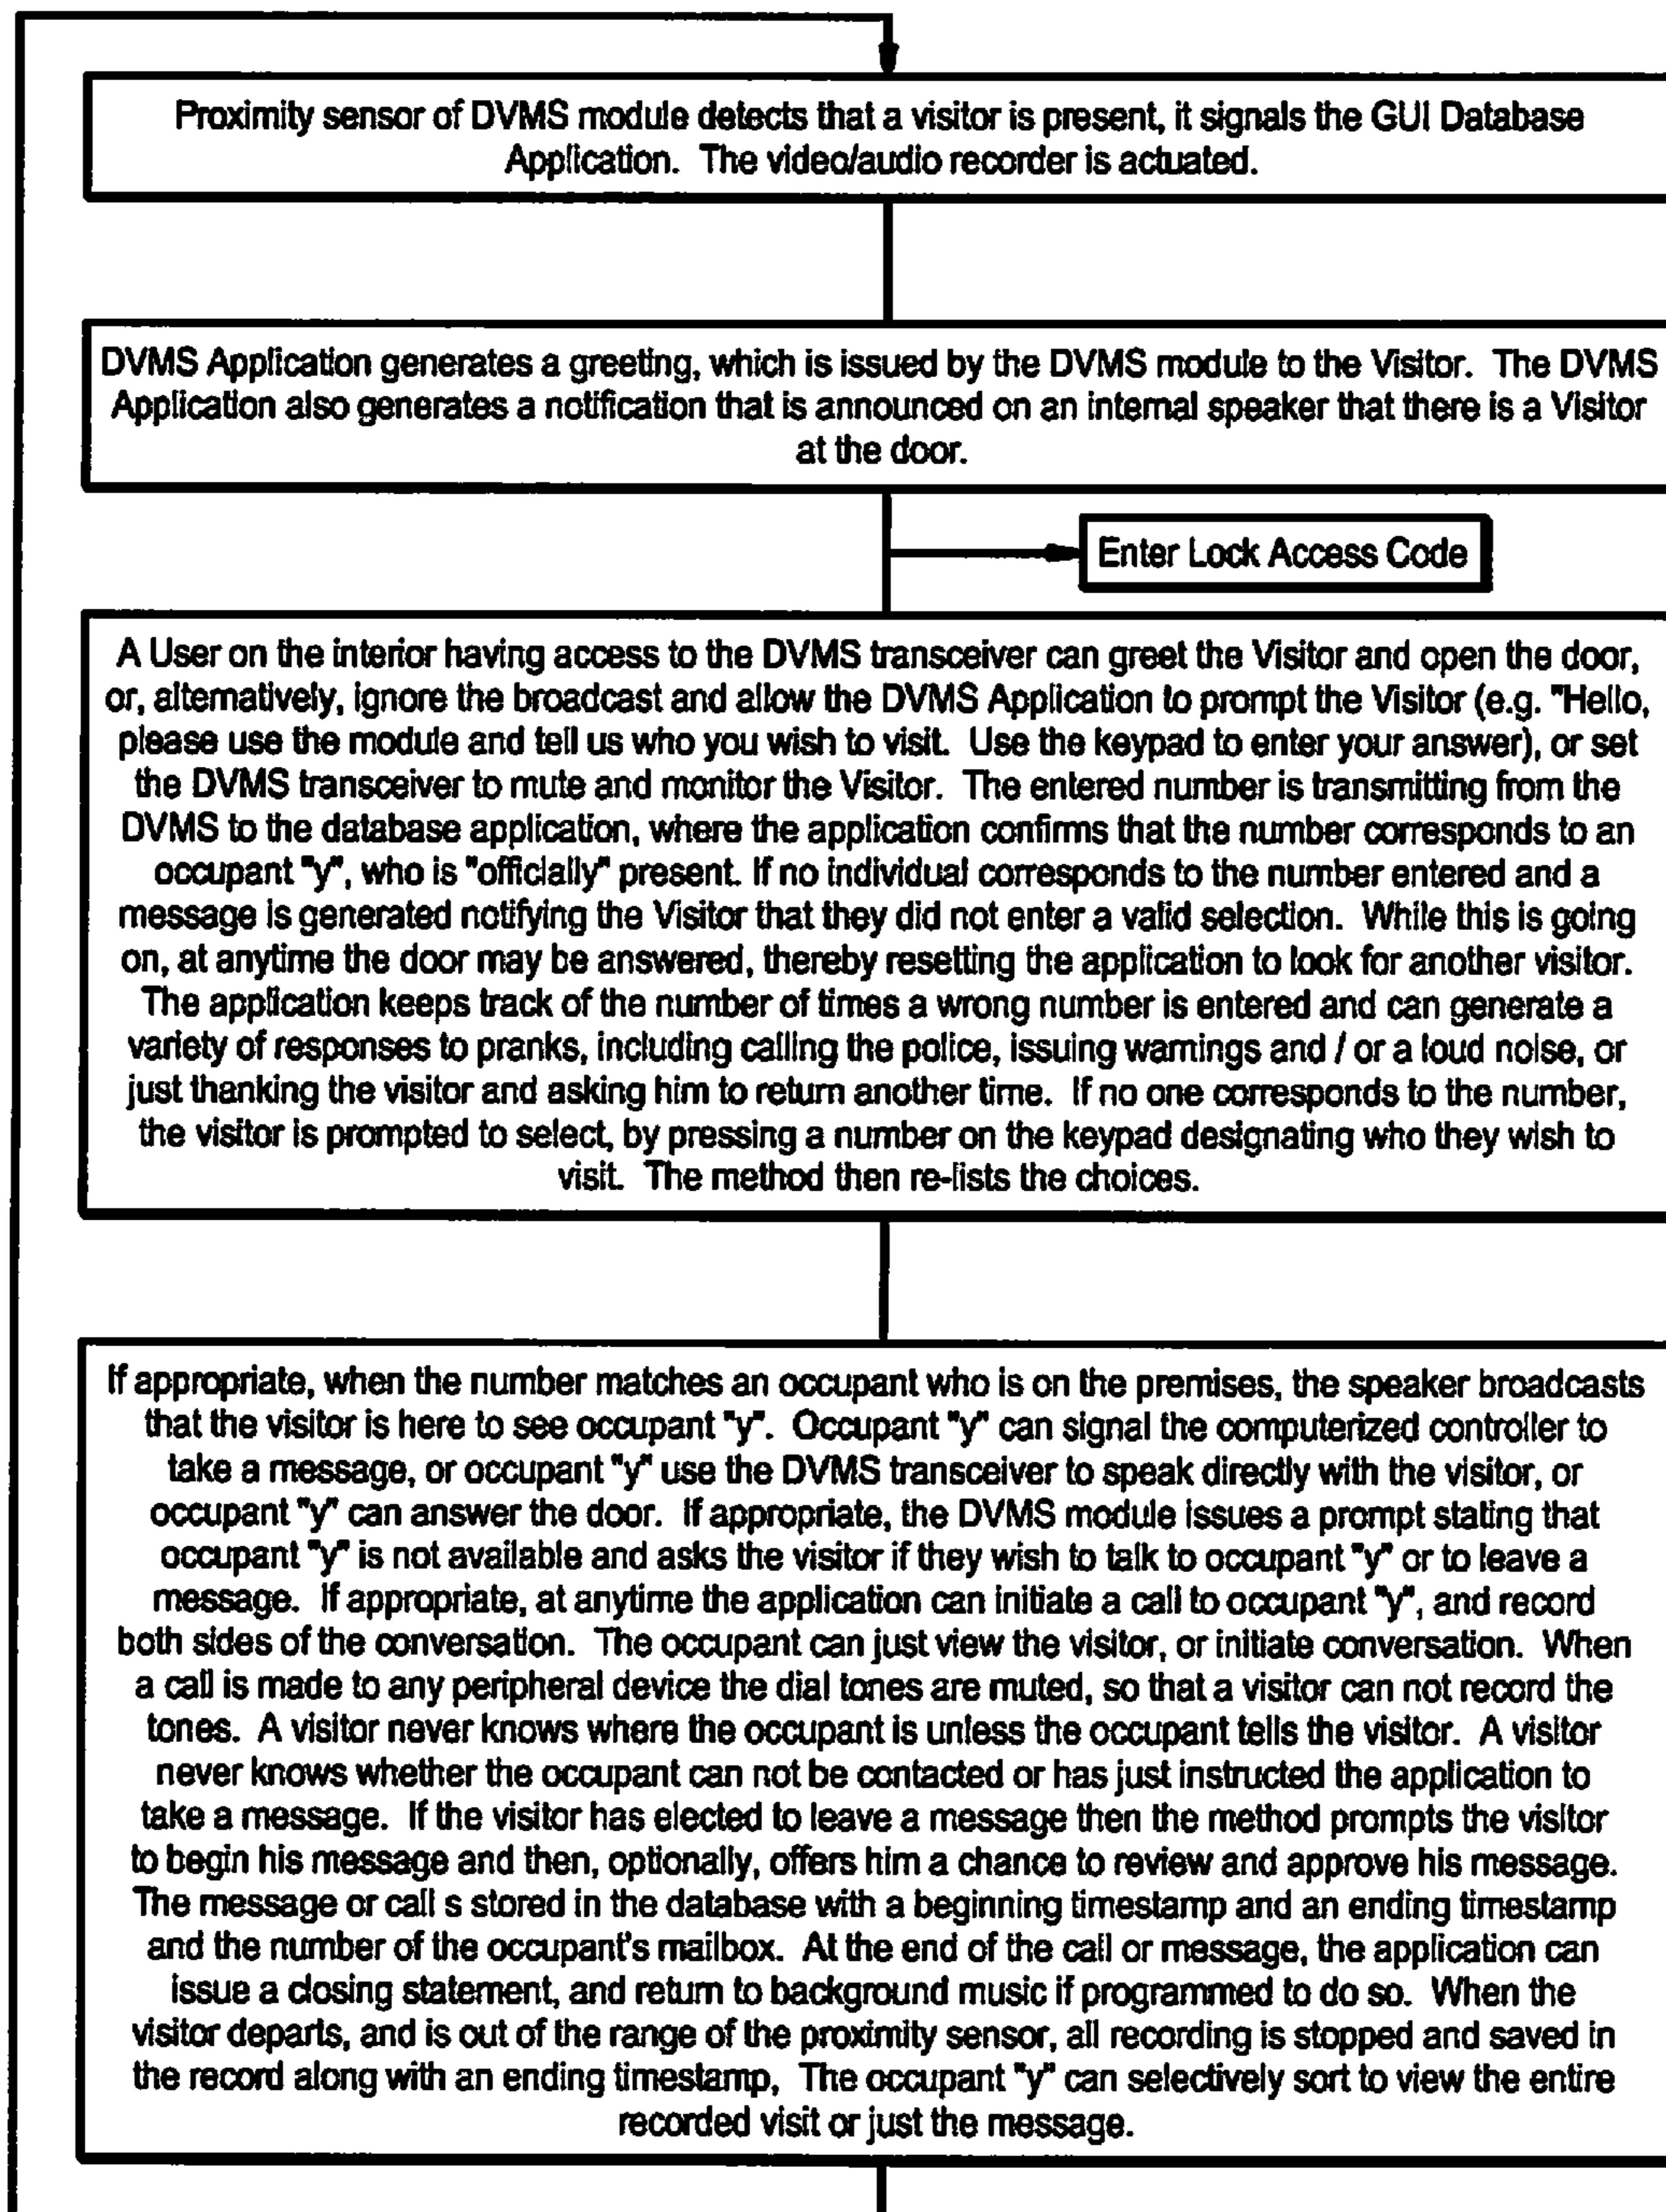 Proximity sensor of DVMS module detects that a visitor is present, it signals the GUI Database
Application. The video/audio recorder is actuated.
DVMS Application generates a greeting, which is issued by the DVMS module to the Visitor. The DVMS
Application also generates a notification that is announced on an internal speaker that there is a Visitor
at the door.
Enter Lock Access Code
A User on the interior having access to the DVMS transceiver can greet the Visitor and open the door,
or, alternatively, ignore the broadcast and allow the DVMS Application to prompt the Visitor (e.g. "Hello,
please use the module and tell us who you wish to visit. Use the keypad to enter your answer), or set
the DVMS transceiver to mute and monitor the Visitor. The entered number is transmitting from the
DVMS to the database application, where the application confirms that the number corresponds to an
occupant "y", who is "officially" present. If no individual corresponds to the number entered and a
message is generated notifying the Visitor that they did not enter a valid selection. While this is going
on, at anytime the door may be answered, thereby resetting the application to look for another visitor.
The application keeps track of the number of times a wrong number is entered and can generate a
variety of responses to pranks, including calling the police, issuing warnings and / or a loud noise, or
just thanking the visitor and asking him to return another time. If no one corresponds to the number,
the visitor is prompted to select, by pressing a number on the keypad designating who they wish to
visit. The method then re-lists the choices.
If appropriate, when the number matches an occupant who is on the premises, the speaker broadcasts
that the visitor is here to see occupant "y". Occupant "y" can signal the computerized controller to
take a message, or occupant "y" use the DVMS transceiver to speak directly with the visitor, or
occupant "y" can answer the door. If appropriate, the DVMS module issues a prompt stating that
occupant "y" is not available and asks the visitor if they wish to talk to occupant "y" or to leave a
message. If appropriate, at anytime the application can initiate a call to occupant "y", and record
both sides of the conversation. The occupant can just view the visitor, or initiate conversation. When
a call is made to any peripheral device the dial tones are muted, so that a visitor can not record the
tones. A visitor never knows where the occupant is unless the occupant tells the visitor. A visitor
never knows whether the occupant can not be contacted or has just instructed the application to
take a message. If the visitor has elected to leave a message then the method prompts the visitor
to begin his message and then, optionally, offers him a chance to review and approve his message.
The message or call s stored in the database with a beginning timestamp and an ending timestamp
and the number of the occupant's mailbox. At the end of the call or message, the application can
issue a closing statement, and return to background music if programmed to do so. When the
visitor departs, and is out of the range of the proximity sensor, all recording is stopped and saved in
the record along with an ending timestamp, The occupant "y" can selectively sort to view the entire
recorded visit or just the message.